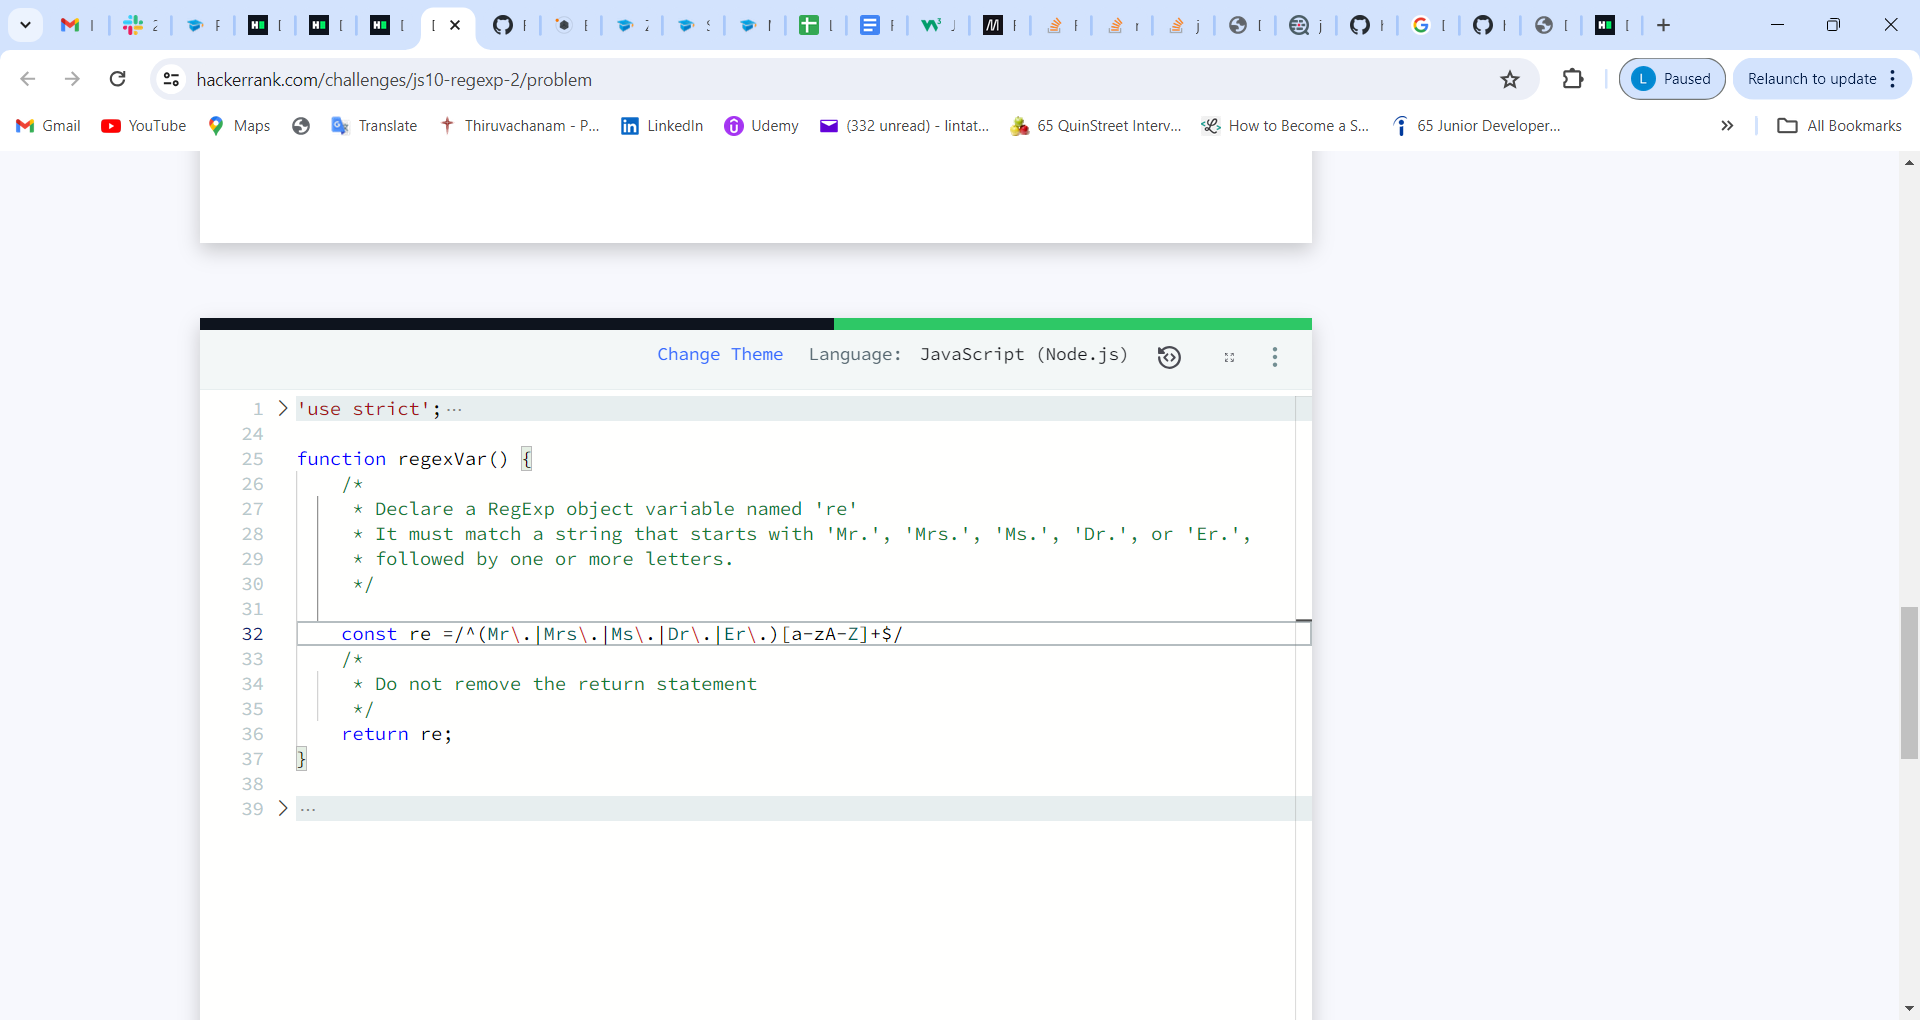 hackerrank.com/challenges/js10-regexp-2/problem
L Paused
Relaunch to update
Gmail YouTube Maps Translate Thiruvachanam - P... LinkedIn Udemy (332 unread) - lintat... 65 QuinStreet Interv... How to Become a S... 65 Junior Developer... All Bookmarks
Change Theme Language: JavaScript (Node.js)
1 'use strict';...
24
25 function regexVar() {
26 /*
27 * Declare a RegExp object variable named 're'
28 * It must match a string that starts with 'Mr.', 'Mrs.', 'Ms.', 'Dr.', or 'Er.',
29 * followed by one or more letters.
30 */
31
32 const re =/^(Mr\.|Mrs\.|Ms\.|Dr\.|Er\.)[a-zA-Z]+$/
33 /*
34 * Do not remove the return statement
35 */
36 return re;
37 }
38
39 ...